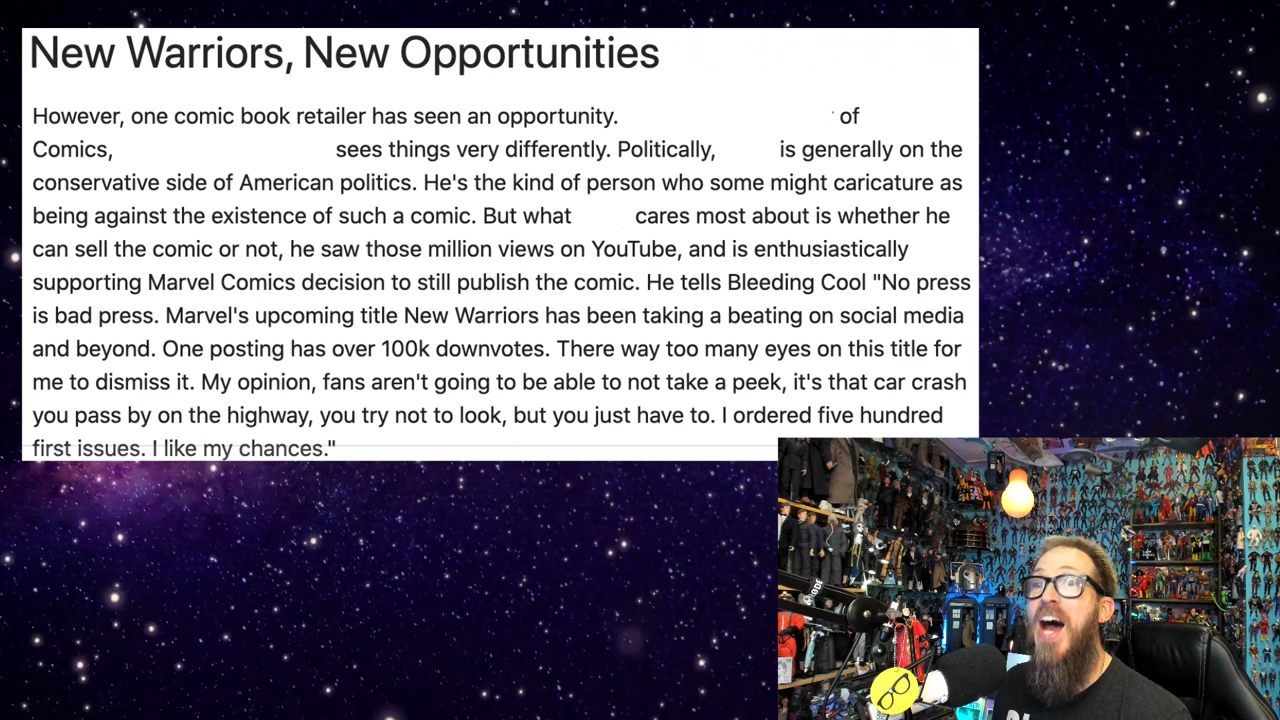 New Warriors, New Opportunities
However, one comic book retailer has seen an opportunity. of
Comics, sees things very differently. Politically, is generally on the
conservative side of American politics. He's the kind of person who some might caricature as
being against the existence of such a comic. But what cares most about is whether he
can sell the comic or not, he saw those million views on YouTube, and is enthusiastically
supporting Marvel Comics decision to still publish the comic. He tells Bleeding Cool "No press
is bad press. Marvel's upcoming title New Warriors has been taking a beating on social media
and beyond. One posting has over 100k downvotes. There way too many eyes on this title for
me to dismiss it. My opinion, fans aren't going to be able to not take a peek, it's that car crash
you pass by on the highway, you try not to look, but you just have to. I ordered five hundred
first issues. I like my chances."
RODE